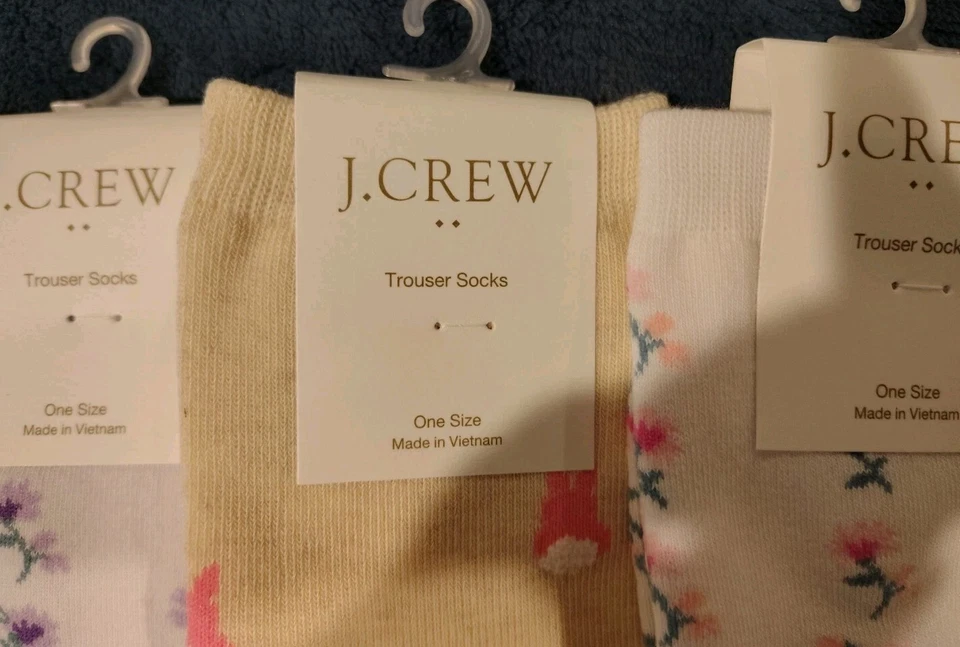 .CREW
Trouser Socks
One Size
Made in Vietnam
J.CREW
Trouser Socks
One Size
Made in Vietnam
J.CRE
Trouser Sock
One Size
Made in Vietnam